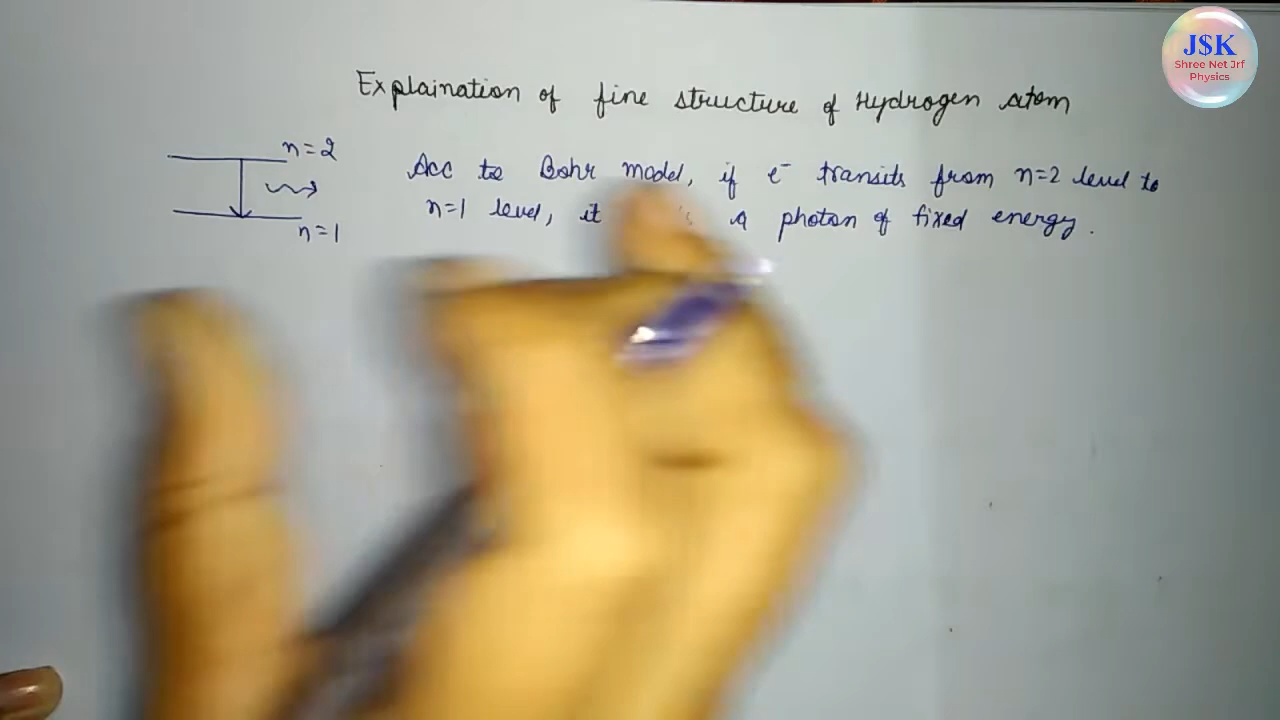 J$K
Shree Net Jrf
Physics
Explaination of fine structure of Hydrogen atom
n=2
n=1
Acc to Bohr model, if e⁻ transits from n=2 level to
n=1 level, it a photon of fixed energy.